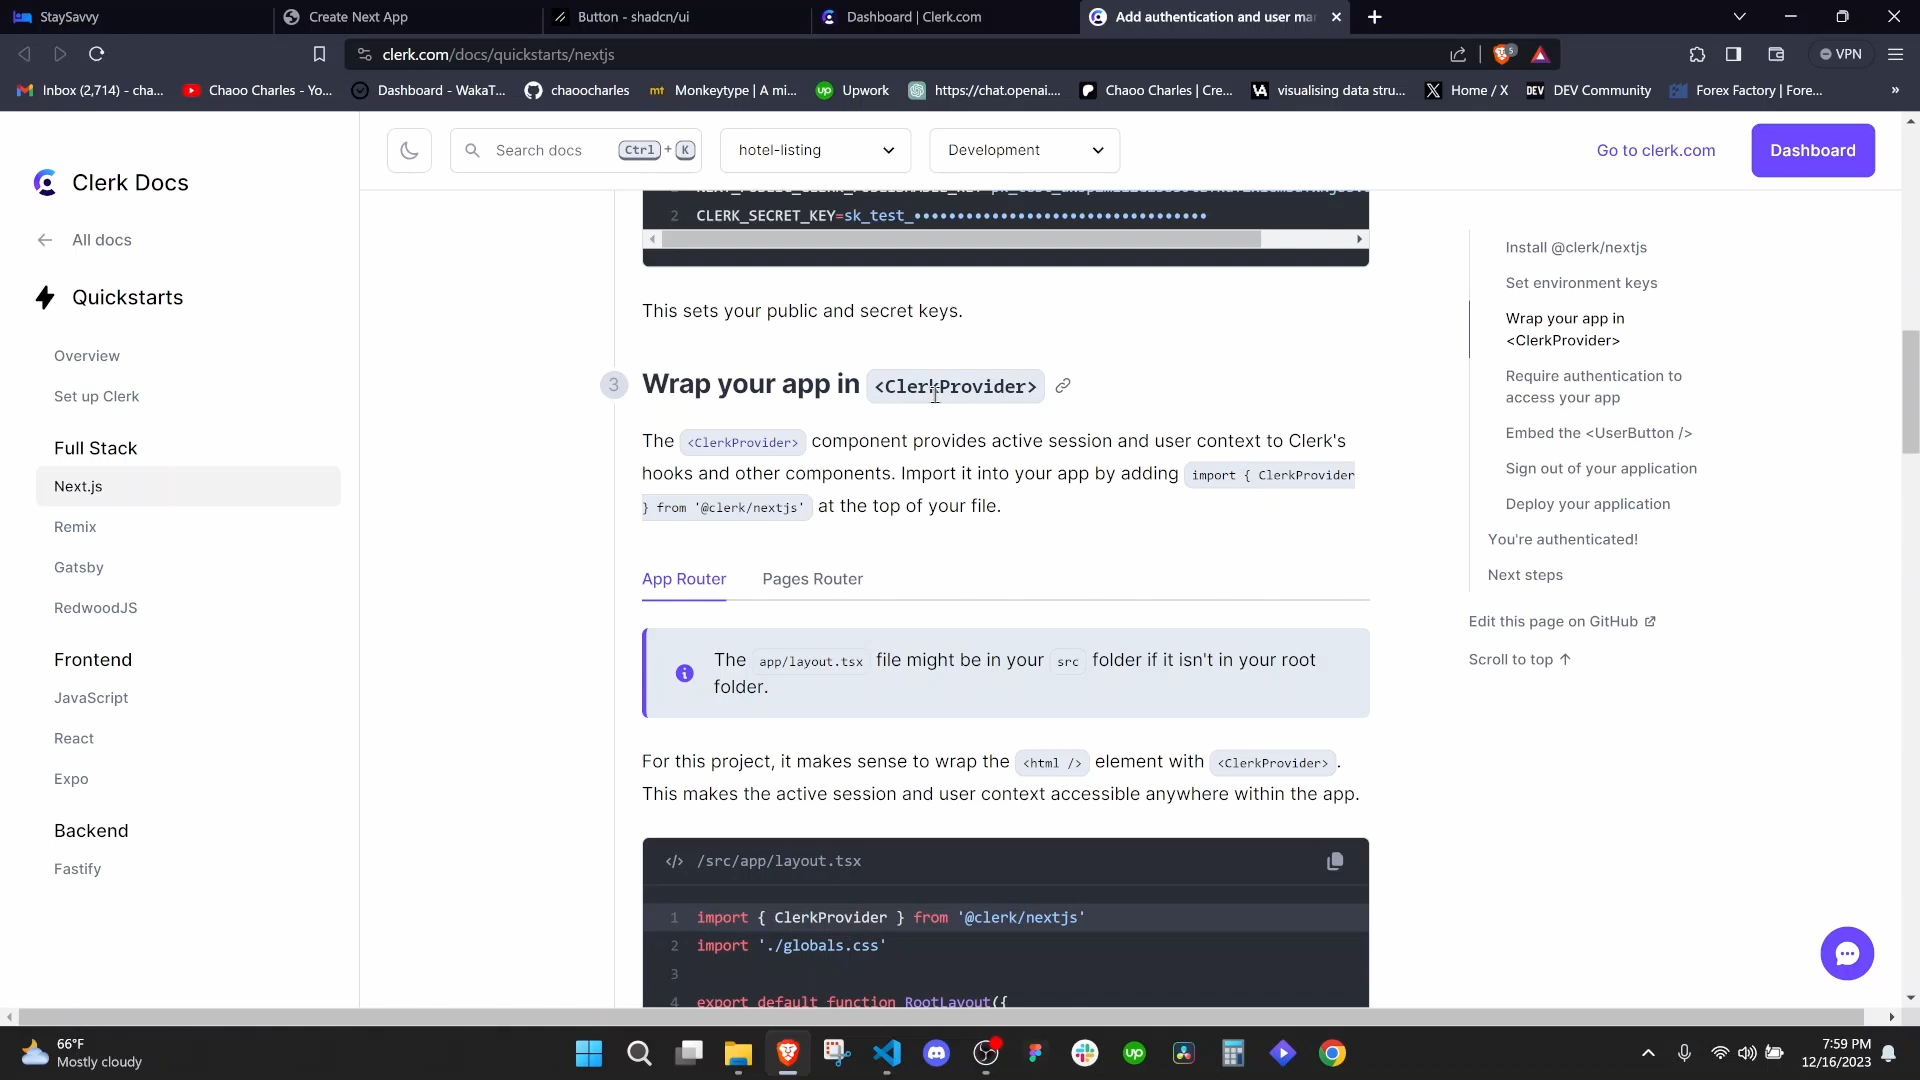 StaySavvy
Create Next App
Button - shadcn/ui
Dashboard | Clerk.com
Add authentication and user ma
clerk.com/docs/quickstarts/nextjs
5
VPN
Inbox (2,714) - cha...
Chaoo Charles - Yo...
Dashboard - WakaT...
chaoocharles
mt Monkeytype | A mi...
up Upwork
https://chat.openai....
Chaoo Charles | Cre...
VA visualising data stru...
X Home / X
DEV DEV Community
Forex Factory | Fore...
»
Clerk Docs
Search docs Ctrl + K
hotel-listing
Development
Go to clerk.com
Dashboard
All docs
Quickstarts
Overview
Set up Clerk
Full Stack
Next.js
Remix
Gatsby
RedwoodJS
Frontend
JavaScript
React
Expo
Backend
Fastify
2 CLERK_SECRET_KEY=sk_test_••••••••••••••••••••••••••••••••••
This sets your public and secret keys.
3 Wrap your app in <ClerkProvider>
The <ClerkProvider> component provides active session and user context to Clerk's
hooks and other components. Import it into your app by adding import { ClerkProvider
} from '@clerk/nextjs' at the top of your file.
App Router
Pages Router
The app/layout.tsx file might be in your src folder if it isn't in your root
folder.
For this project, it makes sense to wrap the <html /> element with <ClerkProvider>.
This makes the active session and user context accessible anywhere within the app.
</> /src/app/layout.tsx
1 import { ClerkProvider } from '@clerk/nextjs'
2 import './globals.css'
3
4 export default function RootLayout({
Install @clerk/nextjs
Set environment keys
Wrap your app in
<ClerkProvider>
Require authentication to
access your app
Embed the <UserButton />
Sign out of your application
Deploy your application
You're authenticated!
Next steps
Edit this page on GitHub
Scroll to top
66°F
Mostly cloudy
up
7:59 PM
12/16/2023